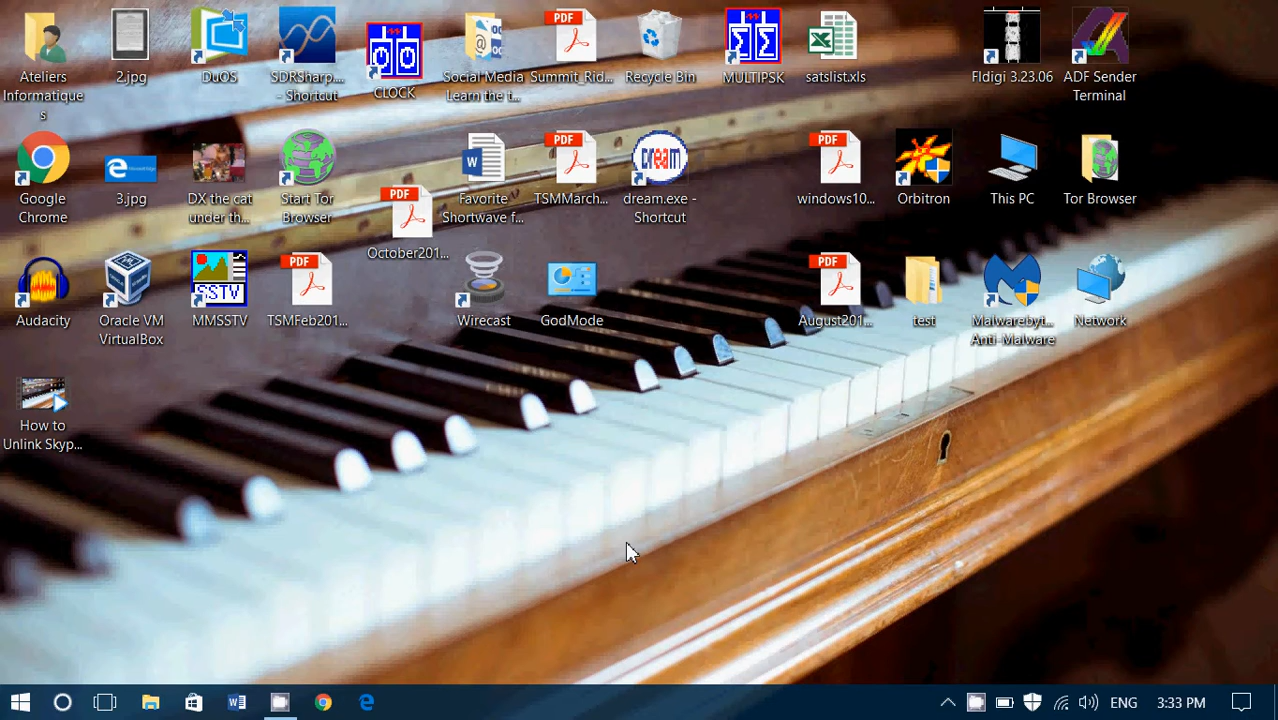 Ateliers
Informatique
s
2.jpg
DuOS
SDRSharp....
- Shortcut
CLOCK
Social Media
Learn the t...
PDF
Summit_Rid...
Recycle Bin
MULTIPSK
satslist.xls
Fldigi 3.23.06
ADF Sender
Terminal
Google
Chrome
3.jpg
DX the cat
under th...
Start Tor
Browser
PDF
October201...
Favorite
Shortwave f...
PDF
TSMMarch...
dream
dream.exe -
Shortcut
PDF
windows10...
Orbitron
This PC
Tor Browser
Audacity
Oracle VM
VirtualBox
SSTV
MMSSTV
PDF
TSMFeb201...
Wirecast
GodMode
PDF
August201...
test
Malwarebyt...
Anti-Malware
Network
How to
Unlink Skyp...
ENG
3:33 PM